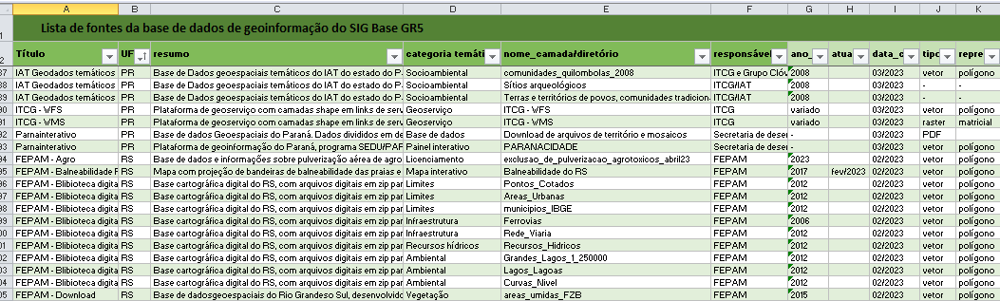 A B C D E F G H I J K
1 Lista de fontes da base de dados de geoinformação do SIG Base GR5
2 Título UF resumo categoria temáti nome_camada/diretório responsável ano_ atua data_d tipo repre
37 IAT Geodados temáticos PR Base de Dados geoespaciais temáticos do IAT do estado do P Socioambiental comunidades_quilombolas_2008 ITCG e Grupo Clóv 2008 03/2023 vetor polígono
38 IAT Geodados temáticos PR Base de Dados geoespaciais temáticos do IAT do estado do P Socioambiental Sítios arqueológicos ITCG/IAT 2008 03/2023 - -
39 IAT Geodados temáticos PR Base de Dados geoespaciais temáticos do IAT do estado do P Socioambiental Terras e territórios de povos, comunidades tradicion ITCG/IAT 2008 03/2023 - -
90 ITCG - WFS PR Plataforma de geoserviço com camadas shape em links de serv Geoserviço ITCG - WFS ITCG variado 03/2023 vetor polígono
91 ITCG - WMS PR Plataforma de geoserviço com camadas shape em links de serv Geoserviço ITCG - WMS ITCG variado 03/2023 raster matricial
92 Parnainterativo PR Base de dados Geospaciais do Paraná. Dados divididos em de Base de dados Download de arquivos de território e mosaicos Secretaria de deser - 03/2023 PDF
93 Parnainterativo PR Plataforma de geoinformação do Paraná, programa SEDU/PAR Painel interativo PARANACIDADE Secretaria de deser - 03/2023 vetor polígono
94 FEPAM - Agro RS Base de dados e informações sobre pulverização aérea de agro Licenciamento exclusao_de_pulverizacao_agrotoxicos_abril23 FEPAM 2023 02/2023 vetor polígono
95 FEPAM - Balneabilidade F RS Mapa com projeção de bandeiras de balneabilidade das praias e Mapa interativo Balneabilidade do RS FEPAM 2017 fev/2023 02/2023 vetor polígono
96 FEPAM - Blibioteca digita RS Base cartográfica digital do RS, com arquivos digitais em zip par Limites Pontos_Cotados FEPAM 2012 02/2023 vetor polígono
97 FEPAM - Blibioteca digita RS Base cartográfica digital do RS, com arquivos digitais em zip par Limites Areas_Urbanas FEPAM 2012 02/2023 vetor polígono
98 FEPAM - Blibioteca digita RS Base cartográfica digital do RS, com arquivos digitais em zip par Limites municipios_IBGE FEPAM 2012 02/2023 vetor polígono
99 FEPAM - Blibioteca digita RS Base cartográfica digital do RS, com arquivos digitais em zip par Infraestrutura Ferrovias FEPAM 2006 02/2023 vetor polígono
00 FEPAM - Blibioteca digita RS Base cartográfica digital do RS, com arquivos digitais em zip par Infraestrutura Rede_Viaria FEPAM 2012 02/2023 vetor polígono
01 FEPAM - Blibioteca digita RS Base cartográfica digital do RS, com arquivos digitais em zip par Recursos hídricos Recursos_Hidricos FEPAM 2012 02/2023 vetor polígono
02 FEPAM - Blibioteca digita RS Base cartográfica digital do RS, com arquivos digitais em zip par Ambiental Grandes_Lagos_1_250000 FEPAM 2012 02/2023 vetor polígono
03 FEPAM - Blibioteca digita RS Base cartográfica digital do RS, com arquivos digitais em zip par Ambiental Lagos_Lagoas FEPAM 2012 02/2023 vetor polígono
04 FEPAM - Blibioteca digita RS Base cartográfica digital do RS, com arquivos digitais em zip par Ambiental Curvas_Nivel FEPAM 2012 02/2023 vetor polígono
05 FEPAM - Download RS Base de dadosgeoespaciais do Rio Grandeso Sul, desenvolvido Vegetação areas_umidas_FZB FEPAM 2015 02/2023 vetor polígono